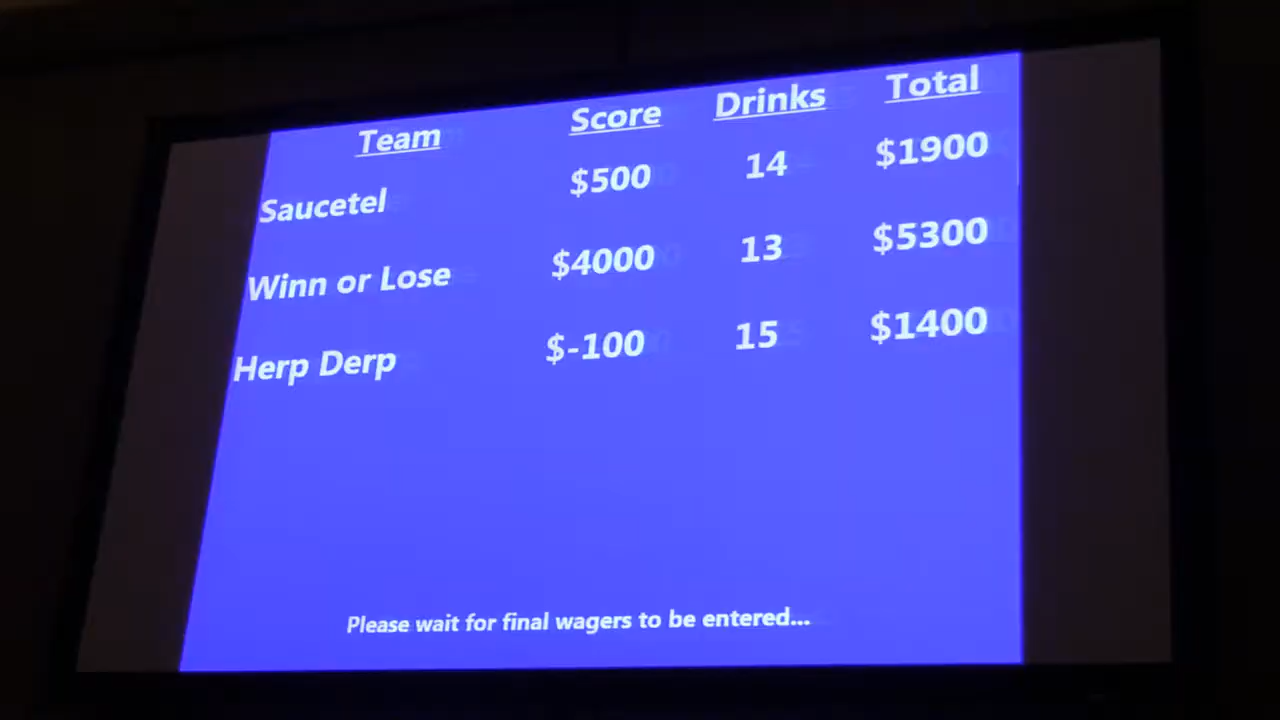 Team Score Drinks Total
Saucetel $500 14 $1900
Winn or Lose $4000 13 $5300
Herp Derp $-100 15 $1400
Please wait for final wagers to be entered...